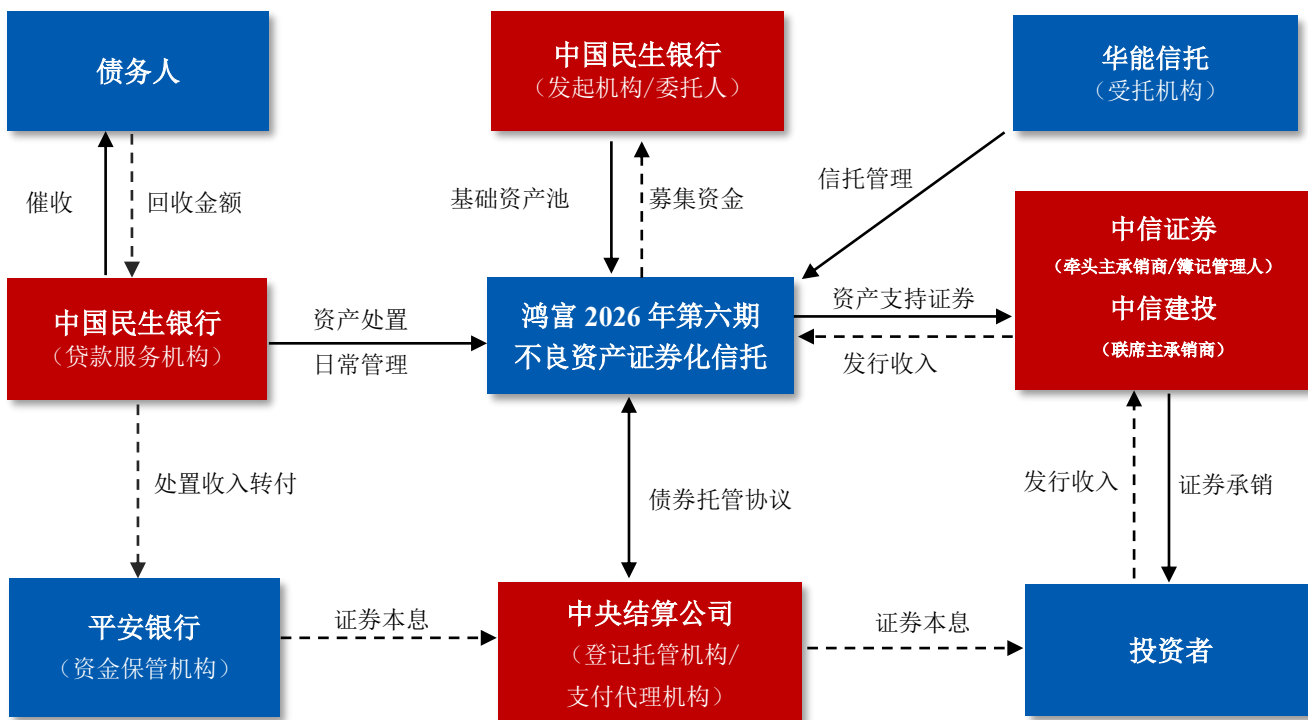 债务人
中国民生银行
（发起机构/委托人）
华能信托
（受托机构）
催收
回收金额
基础资产池
募集资金
信托管理
中国民生银行
（贷款服务机构）
资产处置
日常管理
鸿富 2026 年第六期
不良资产证券化信托
资产支持证券
发行收入
中信证券
（牵头主承销商/簿记管理人）
中信建投
（联席主承销商）
处置收入转付
债券托管协议
发行收入
证券承销
平安银行
（资金保管机构）
证券本息
中央结算公司
（登记托管机构/
支付代理机构）
证券本息
投资者